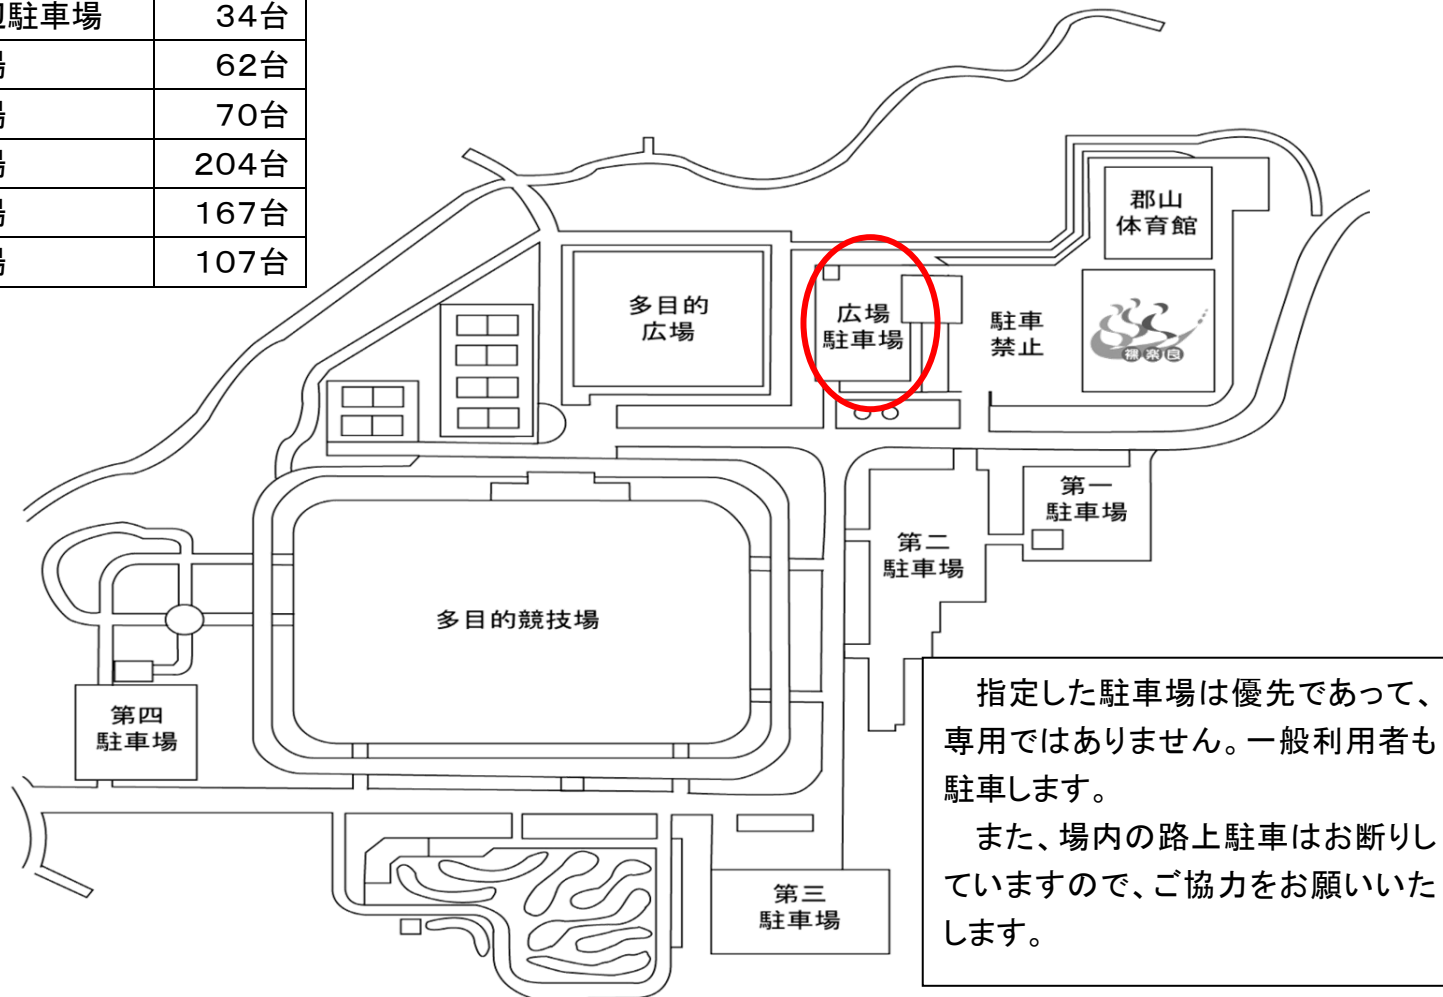 駐車場 34台
場 62台
場 70台
場 204台
場 167台
場 107台
郡山
体育館
多目的
広場
広場
駐車場
駐車
禁止
第一
駐車場
第二
駐車場
多目的競技場
第四
駐車場
第三
駐車場
指定した駐車場は優先であって、
専用ではありません。一般利用者も
駐車します。
また、場内の路上駐車はお断りし
ていますので、ご協力をお願いいた
します。